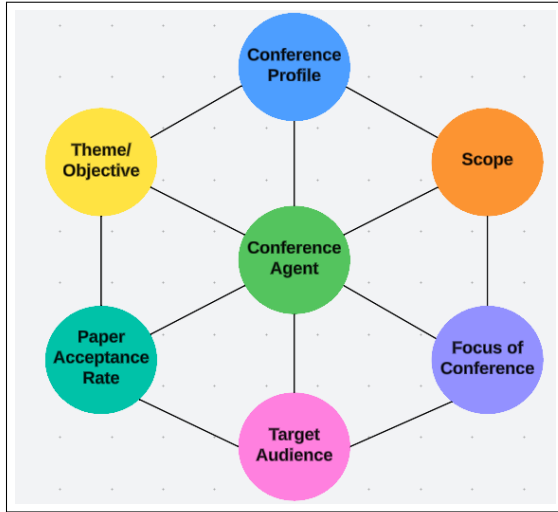 Conference
Profile
Theme/
Objective
Scope
Conference
Agent
Paper
Acceptance
Rate
Focus of
Conference
Target
Audience